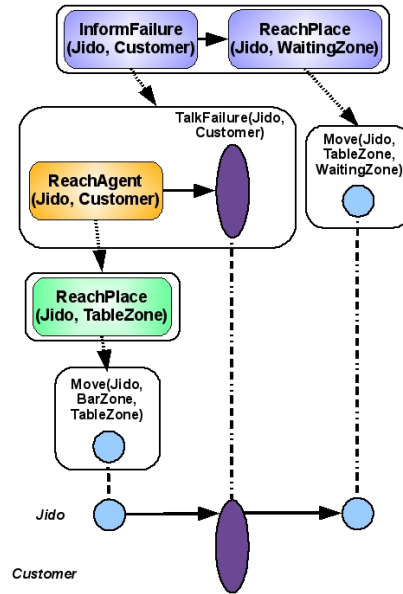 InformFailure
(Jido, Customer)
ReachPlace
(Jido, WaitingZone)
TalkFailure(Jido,
Customer)
Move(Jido,
TableZone,
WaitingZone)
ReachAgent
(Jido, Customer)
ReachPlace
(Jido, TableZone)
Move(Jido,
BarZone,
TableZone)
Jido
Customer